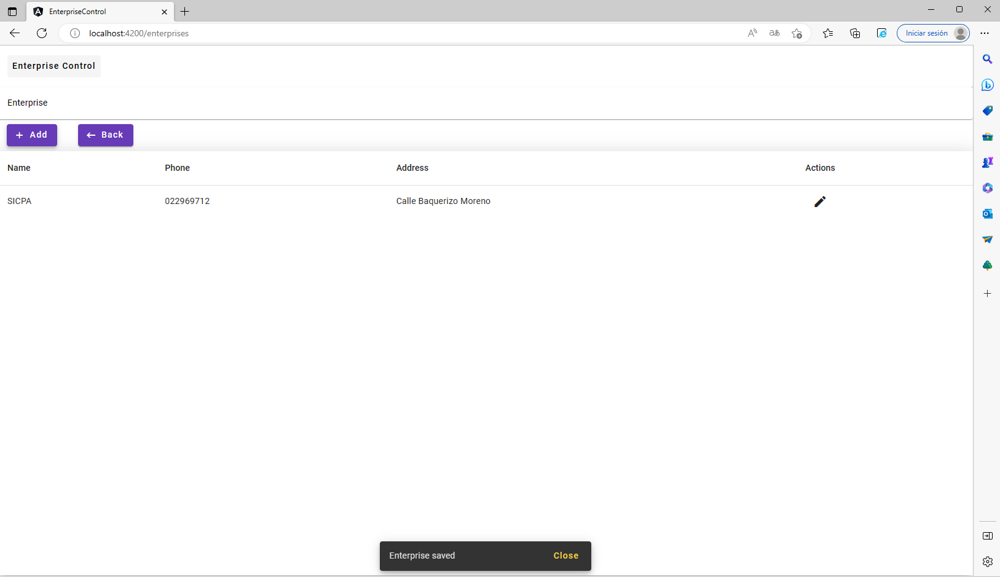 EnterpriseControl
localhost:4200/enterprises
Iniciar sesión
Enterprise Control
Enterprise
Add Back
Name Phone Address Actions
SICPA 022969712 Calle Baquerizo Moreno
Enterprise saved Close